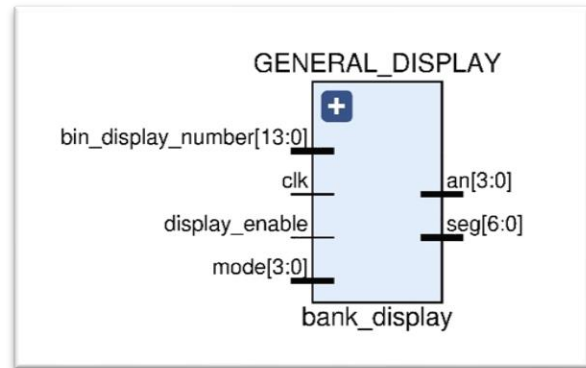 GENERAL_DISPLAY
bin_display_number[13:0]
clk
display_enable
mode[3:0]
an[3:0]
seg[6:0]
bank_display